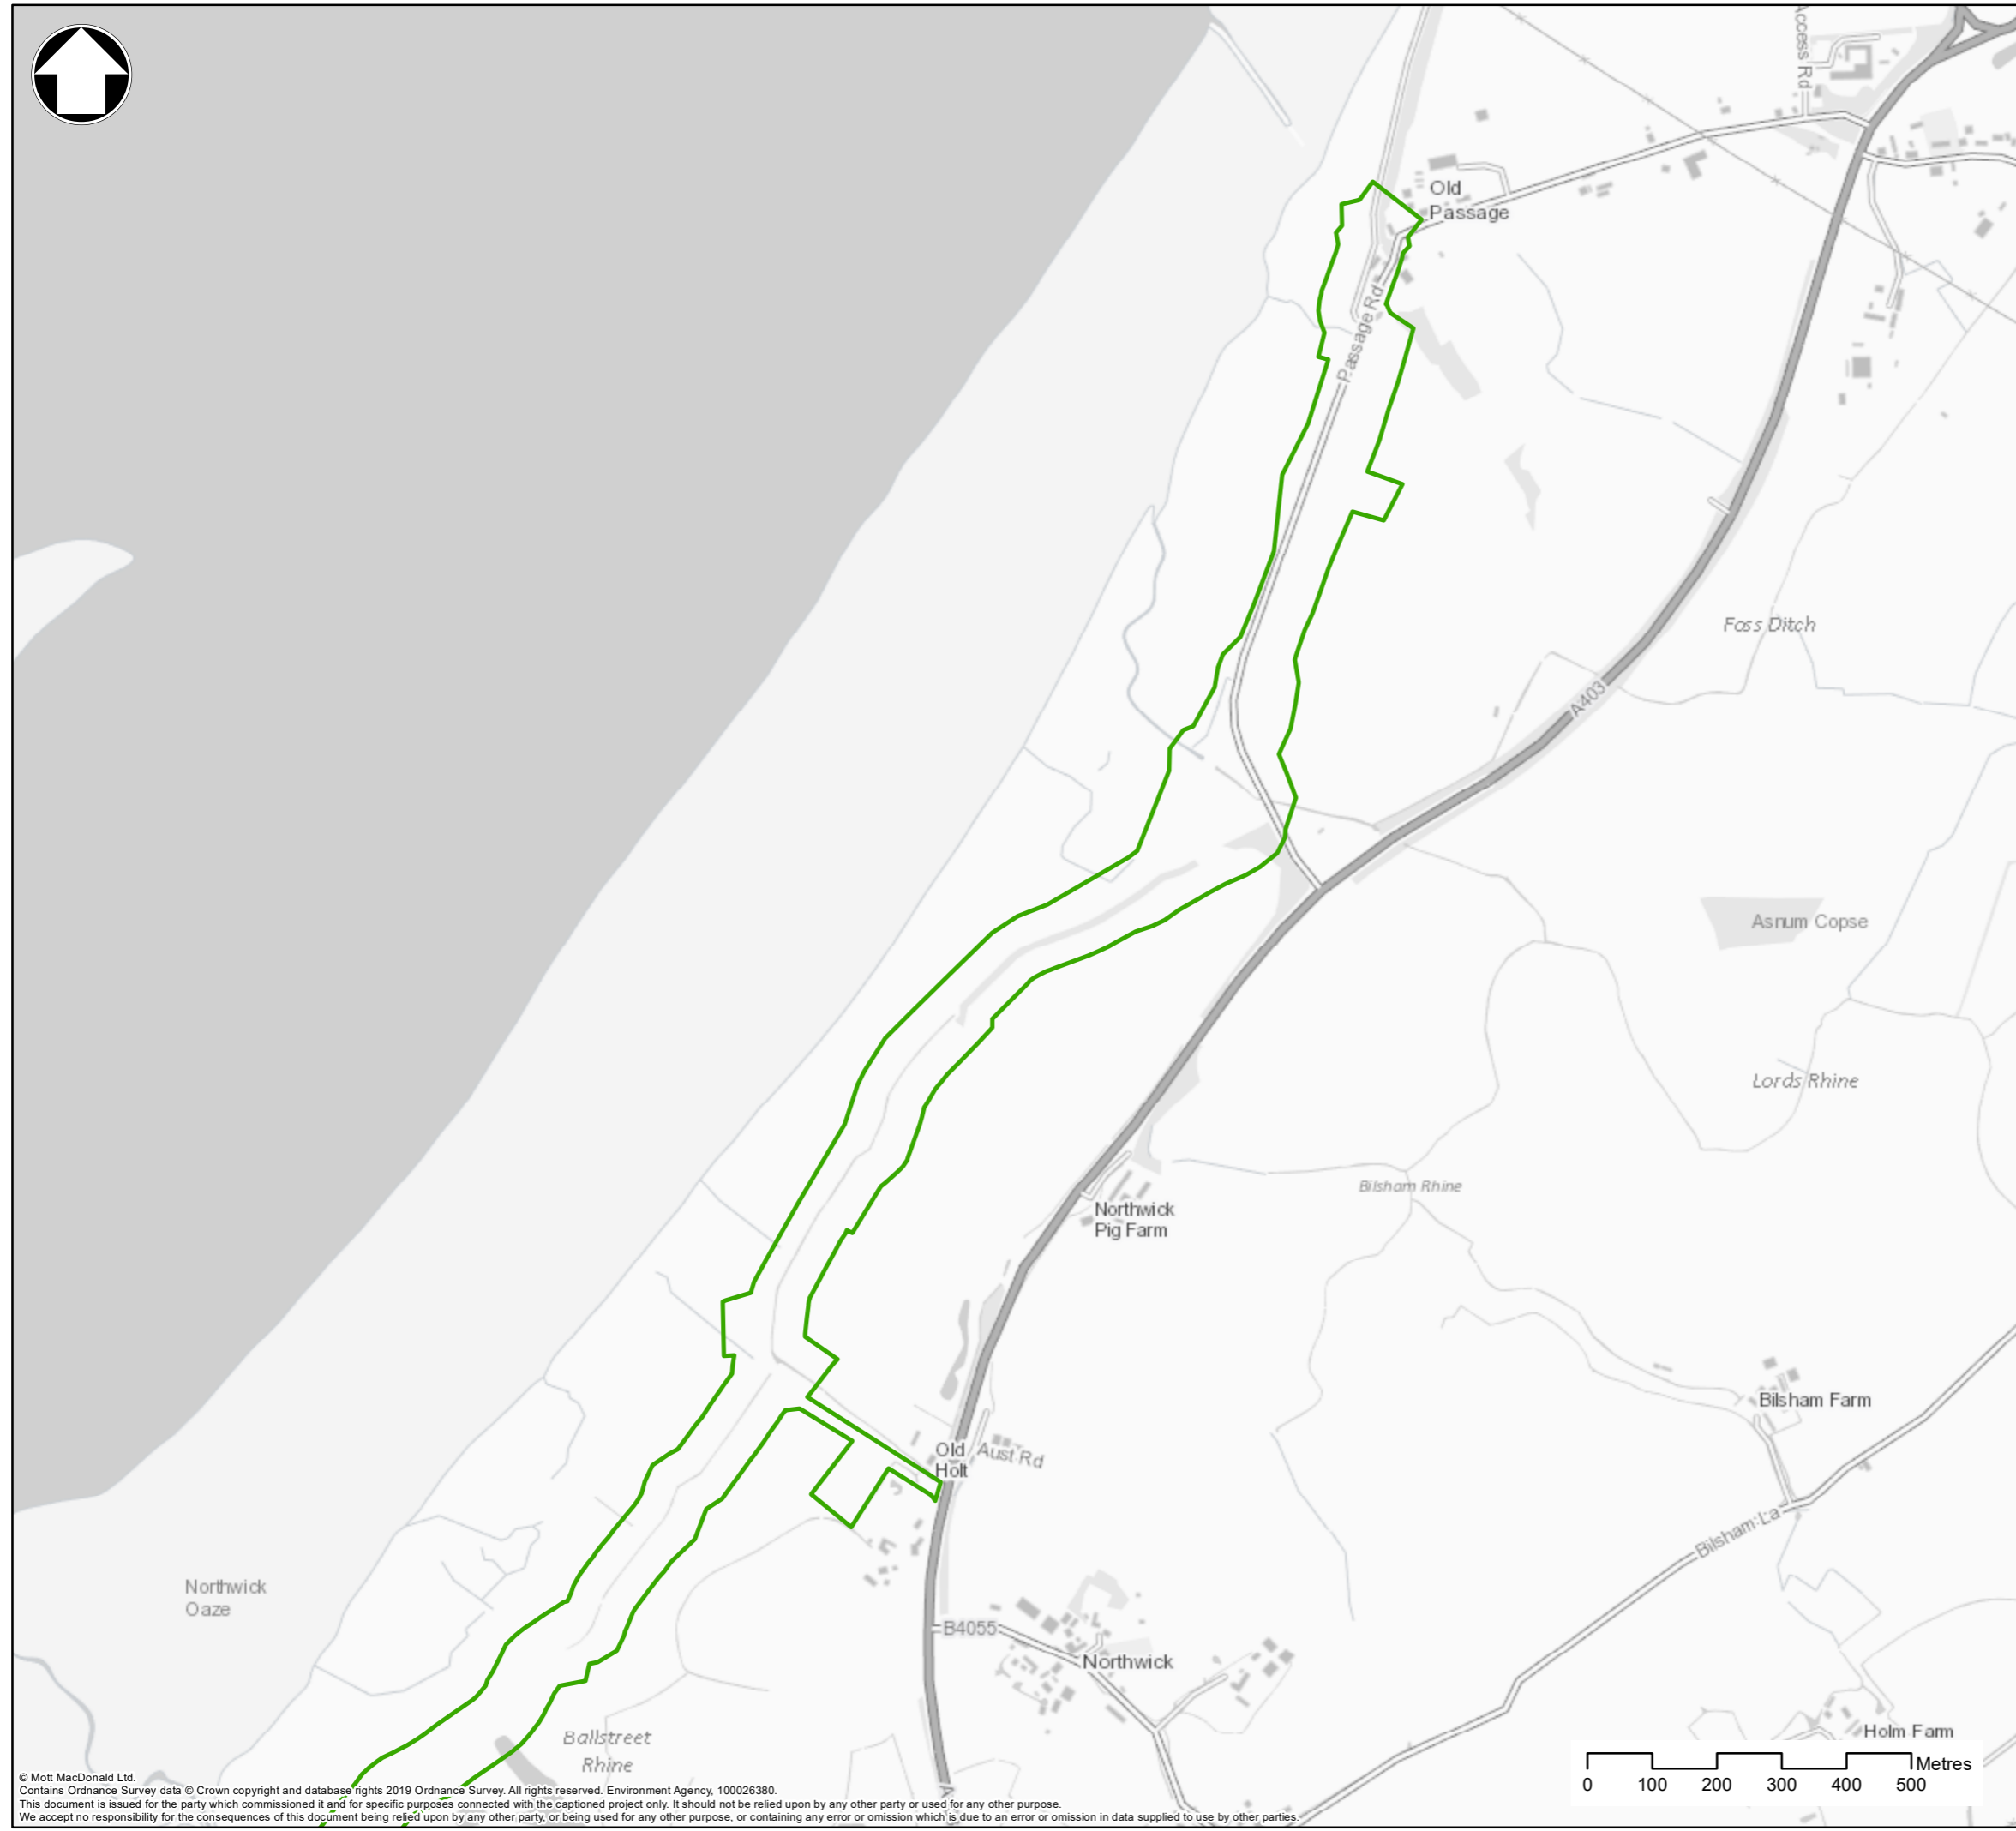 Access Rd
Old
Passage
Passage Rd
Foss Ditch
A403
Asnum Copse
Lords Rhine
Bilsham Rhine
Northwick
Pig Farm
Bilsham Farm
Old
Holt
Aust Rd
Bilsham La
Northwick
Oaze
B4055
Northwick
Ballstreet
Rhine
Holm Farm
Metres
0 100 200 300 400 500
© Mott MacDonald Ltd.
Contains Ordnance Survey data © Crown copyright and database rights 2019 Ordnance Survey. All rights reserved. Environment Agency, 100026380.
This document is issued for the party which commissioned it and for specific purposes connected with the captioned project only. It should not be relied upon by any other party or used for any other purpose.
We accept no responsibility for the consequences of this document being relied upon by any other party, or being used for any other purpose, or containing any error or omission which is due to an error or omission in data supplied to use by other parties.